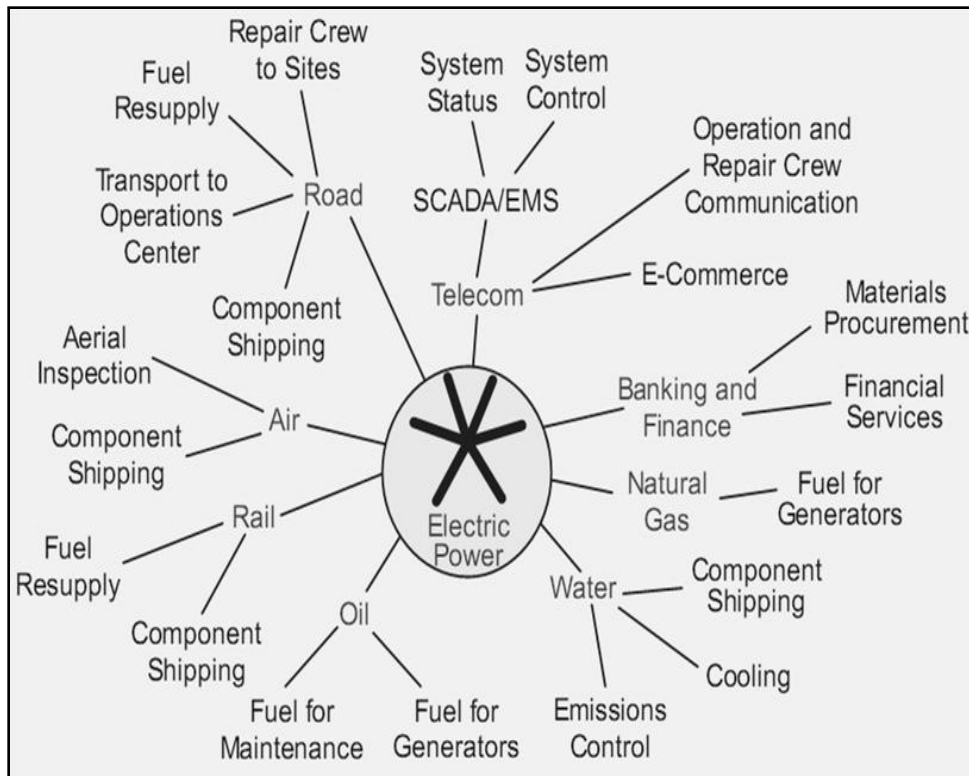 Repair Crew
to Sites
Fuel
Resupply
Transport to
Operations
Center
Road
Component
Shipping
System
Status
System
Control
SCADA/EMS
Telecom
Operation and
Repair Crew
Communication
E-Commerce
Materials
Procurement
Banking and
Finance
Financial
Services
Aerial
Inspection
Air
Component
Shipping
Natural
Gas
Fuel for
Generators
Electric
Power
Rail
Fuel
Resupply
Component
Shipping
Water
Component
Shipping
Cooling
Emissions
Control
Oil
Fuel for
Maintenance
Fuel for
Generators